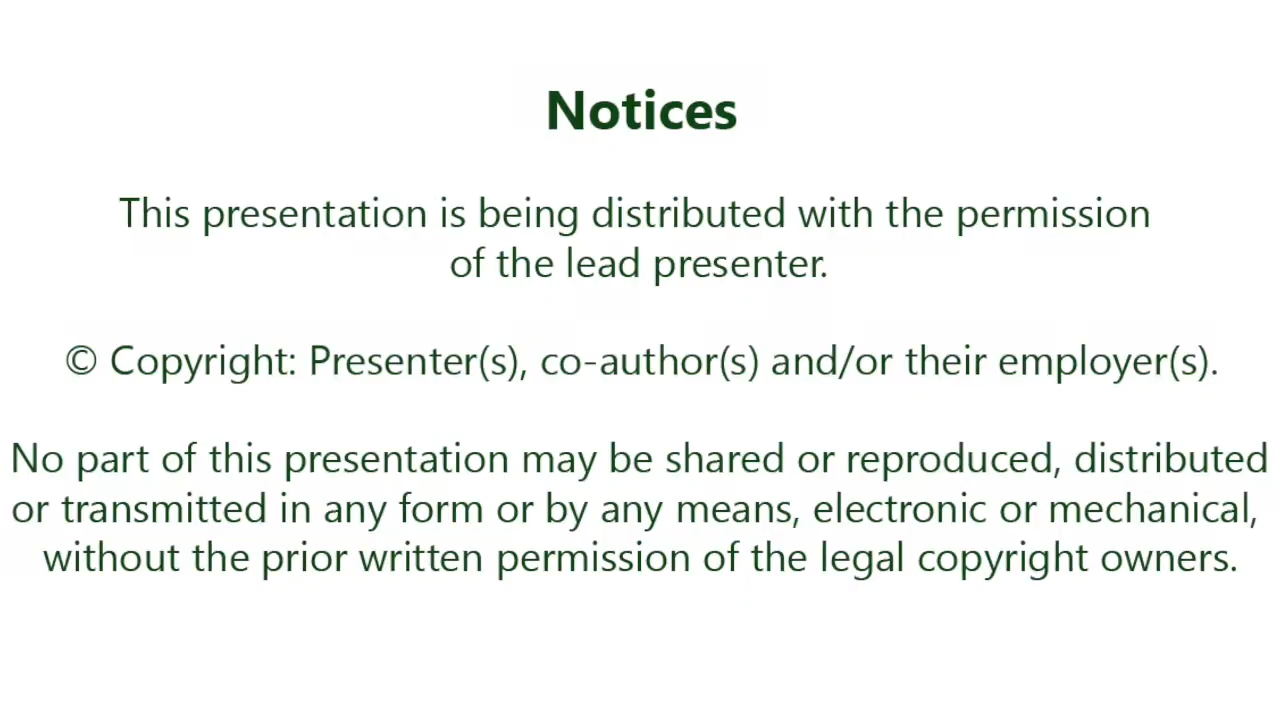 Notices
This presentation is being distributed with the permission
of the lead presenter.
© Copyright: Presenter(s), co-author(s) and/or their employer(s).
No part of this presentation may be shared or reproduced, distributed
or transmitted in any form or by any means, electronic or mechanical,
without the prior written permission of the legal copyright owners.